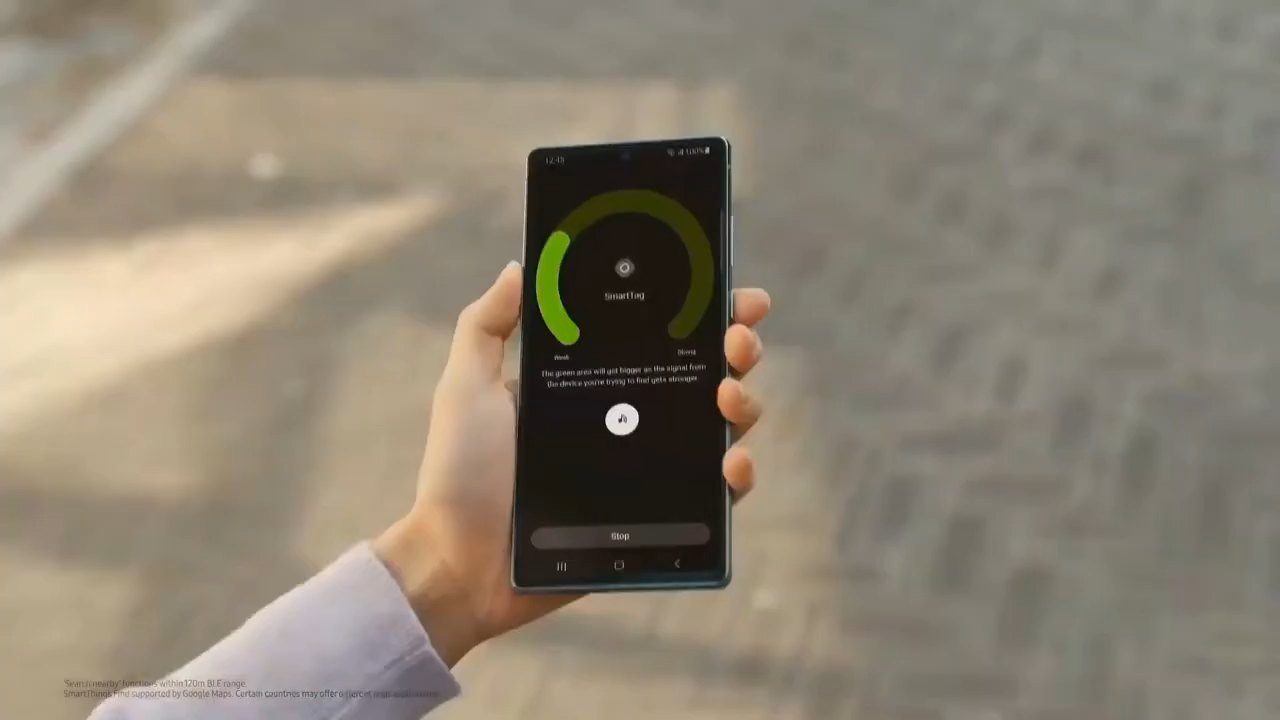 12:45
100%
SmartTag
Weak
Strong
The green area will get bigger as the signal from
the device you're trying to find gets stronger.
Stop
'Search nearby' functions within 120m BLE range.
SmartThings Find supported by Google Maps. Certain countries may offer